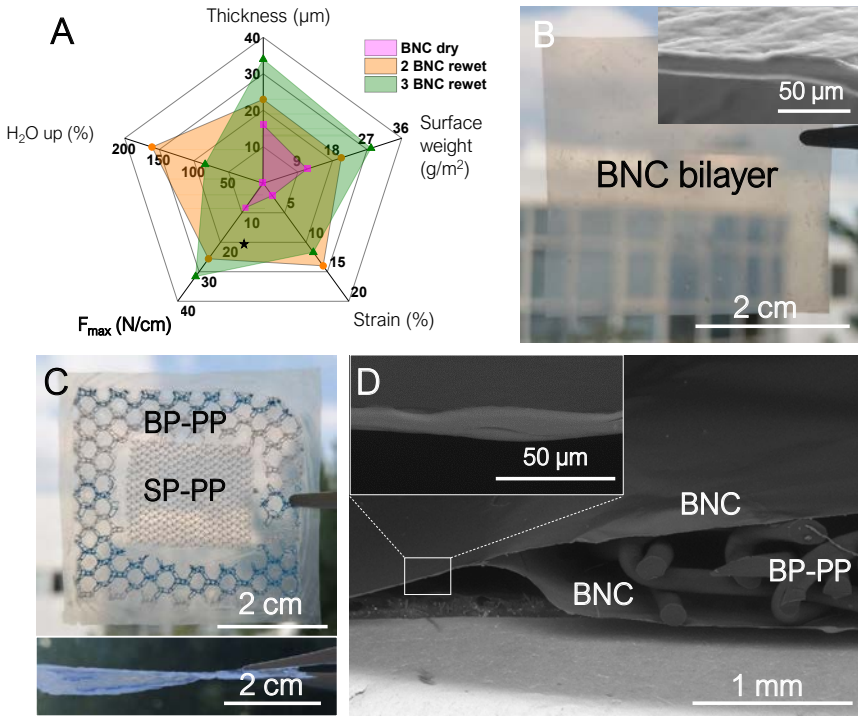 A
Thickness (µm)
40
30
20
10
BNC dry
2 BNC rewet
3 BNC rewet
H2O up (%)
200
150
100
50
Surface
weight
(g/m2)
36
27
18
9
5
10
15
20
Strain (%)
10
20
30
40
Fmax (N/cm)
B
50 µm
BNC bilayer
2 cm
C
BP-PP
SP-PP
2 cm
2 cm
D
50 µm
BNC
BNC
BP-PP
1 mm